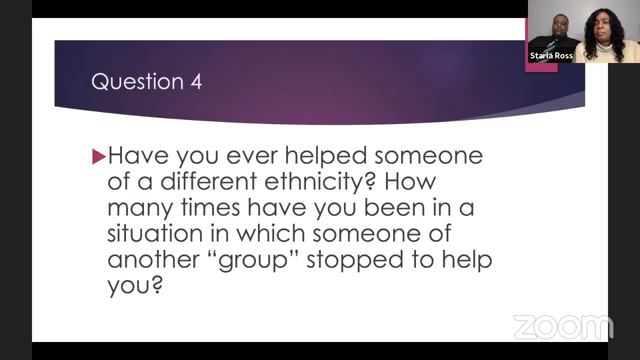 Question 4
Have you ever helped someone
of a different ethnicity? How
many times have you been in a
situation in which someone of
another “group” stopped to help
you?
Starla Ross
zoom